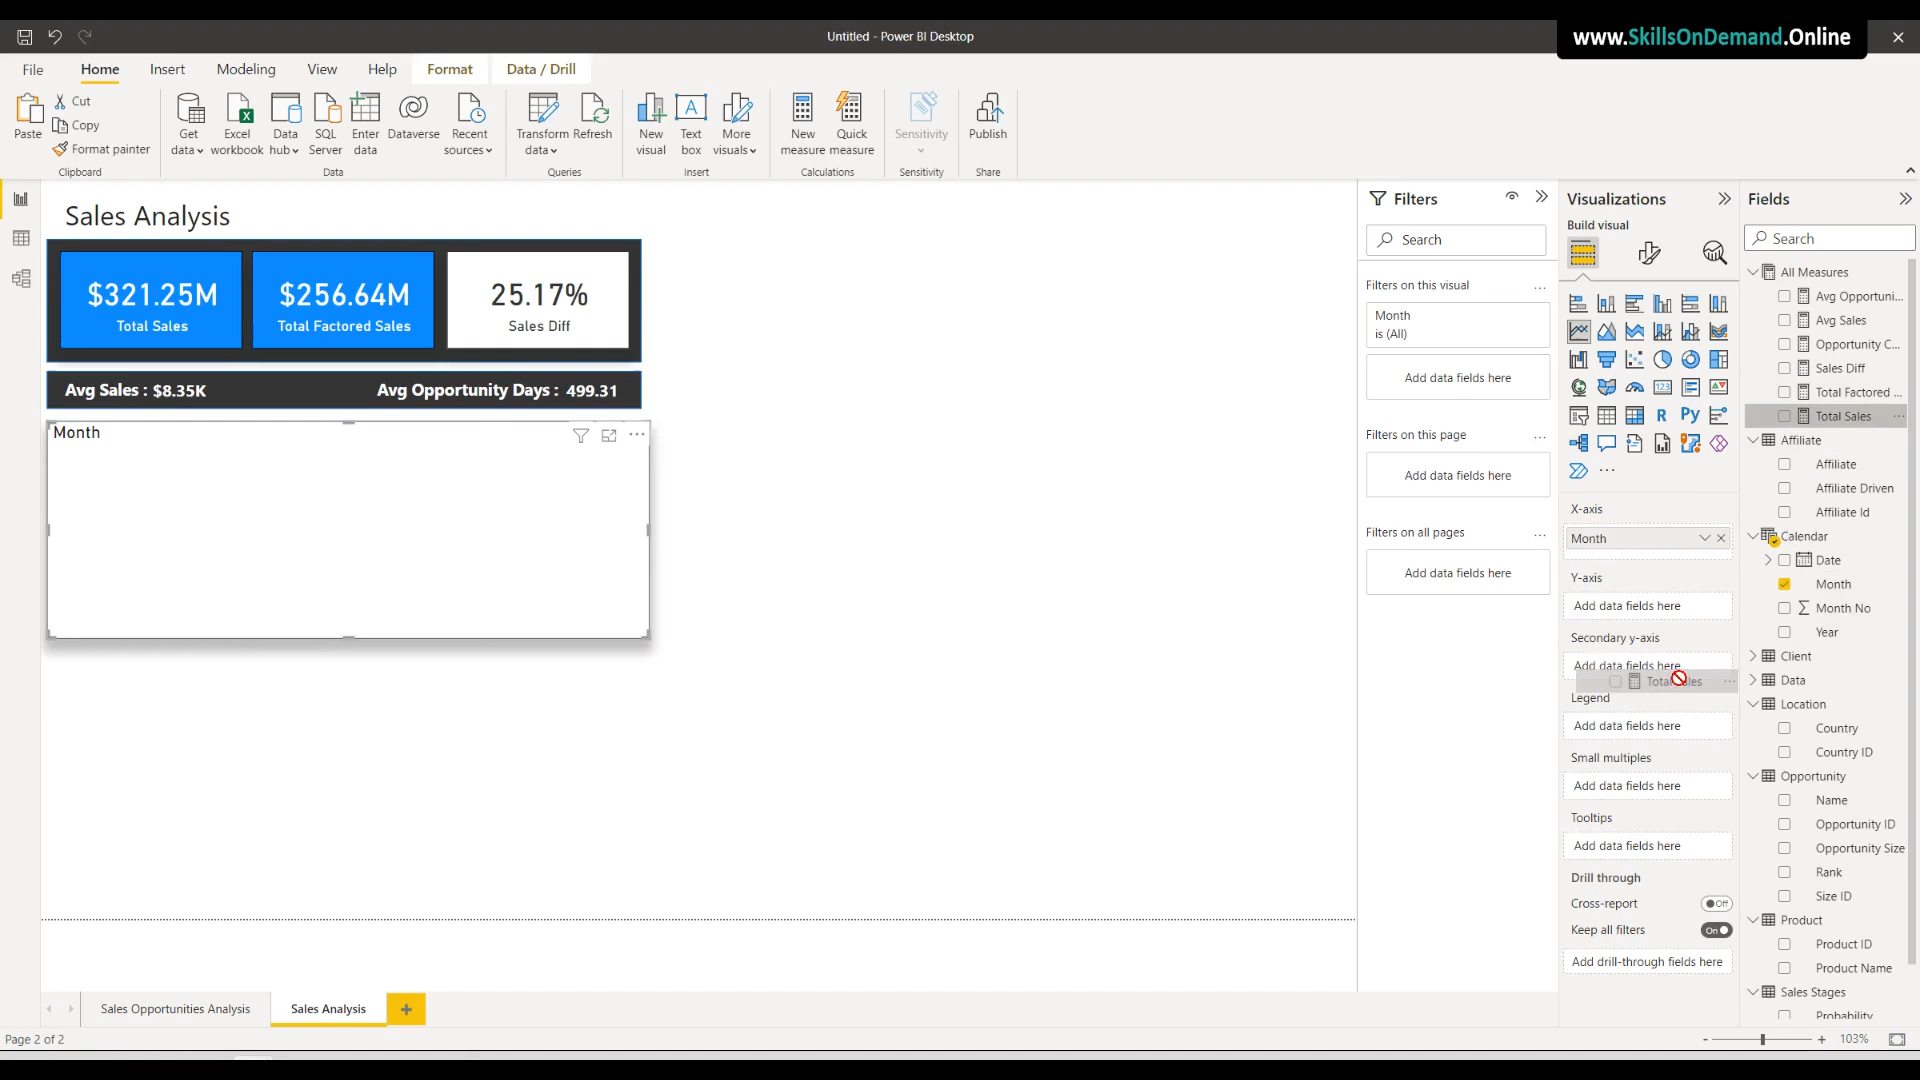 Untitled - Power BI Desktop
www.SkillsOnDemand.Online
File
Home
Insert
Modeling
View
Help
Format
Data / Drill
Paste
Cut
Copy
Format painter
Clipboard
Get
data
Excel
workbook
Data
hub
SQL
Server
Enter
data
Dataverse
Recent
sources
Data
Transform
data
Refresh
Queries
New
visual
A
Text
box
More
visuals
Insert
New
measure
Quick
measure
Calculations
Sensitivity
Sensitivity
Publish
Share
Sales Analysis
$321.25M
Total Sales
$256.64M
Total Factored Sales
25.17%
Sales Diff
Avg Sales : $8.35K
Avg Opportunity Days : 499.31
Month
Filters
Search
Filters on this visual
Month
is (All)
Add data fields here
Filters on this page
Add data fields here
Filters on all pages
Add data fields here
Visualizations
Build visual
123
R
Py
X-axis
Month
Y-axis
Add data fields here
Secondary y-axis
Add data fields here
Total Sales
Legend
Add data fields here
Small multiples
Add data fields here
Tooltips
Add data fields here
Drill through
Cross-report
Off
Keep all filters
On
Add drill-through fields here
Fields
Search
All Measures
Avg Opportuni...
Avg Sales
Opportunity C...
Sales Diff
Total Factored ...
Total Sales
Affiliate
Affiliate
Affiliate Driven
Affiliate Id
Calendar
Date
Month
Month No
Year
Client
Data
Location
Country
Country ID
Opportunity
Name
Opportunity ID
Opportunity Size
Rank
Size ID
Product
Product ID
Product Name
Sales Stages
Probability
Sales Opportunities Analysis
Sales Analysis
Page 2 of 2
103%